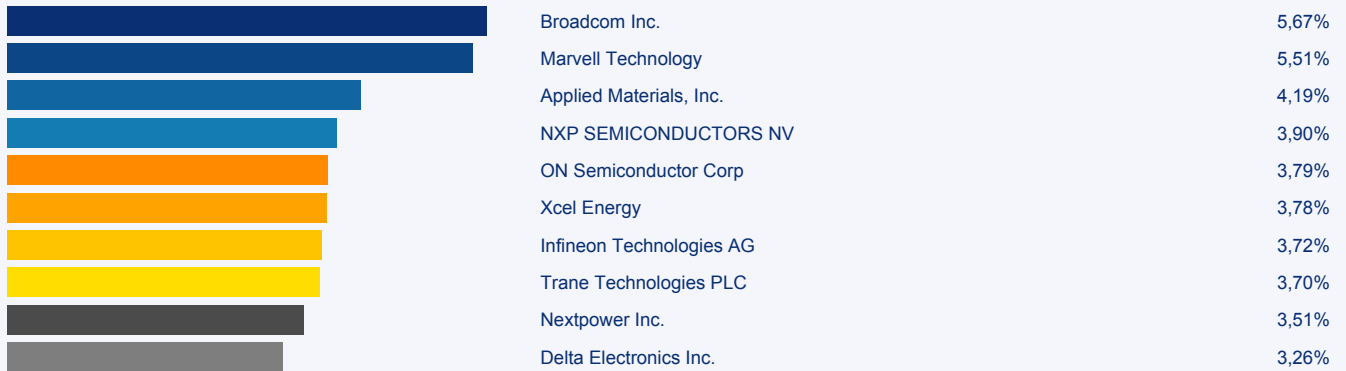 Broadcom Inc. 5,67%
Marvell Technology 5,51%
Applied Materials, Inc. 4,19%
NXP SEMICONDUCTORS NV 3,90%
ON Semiconductor Corp 3,79%
Xcel Energy 3,78%
Infineon Technologies AG 3,72%
Trane Technologies PLC 3,70%
Nextpower Inc. 3,51%
Delta Electronics Inc. 3,26%